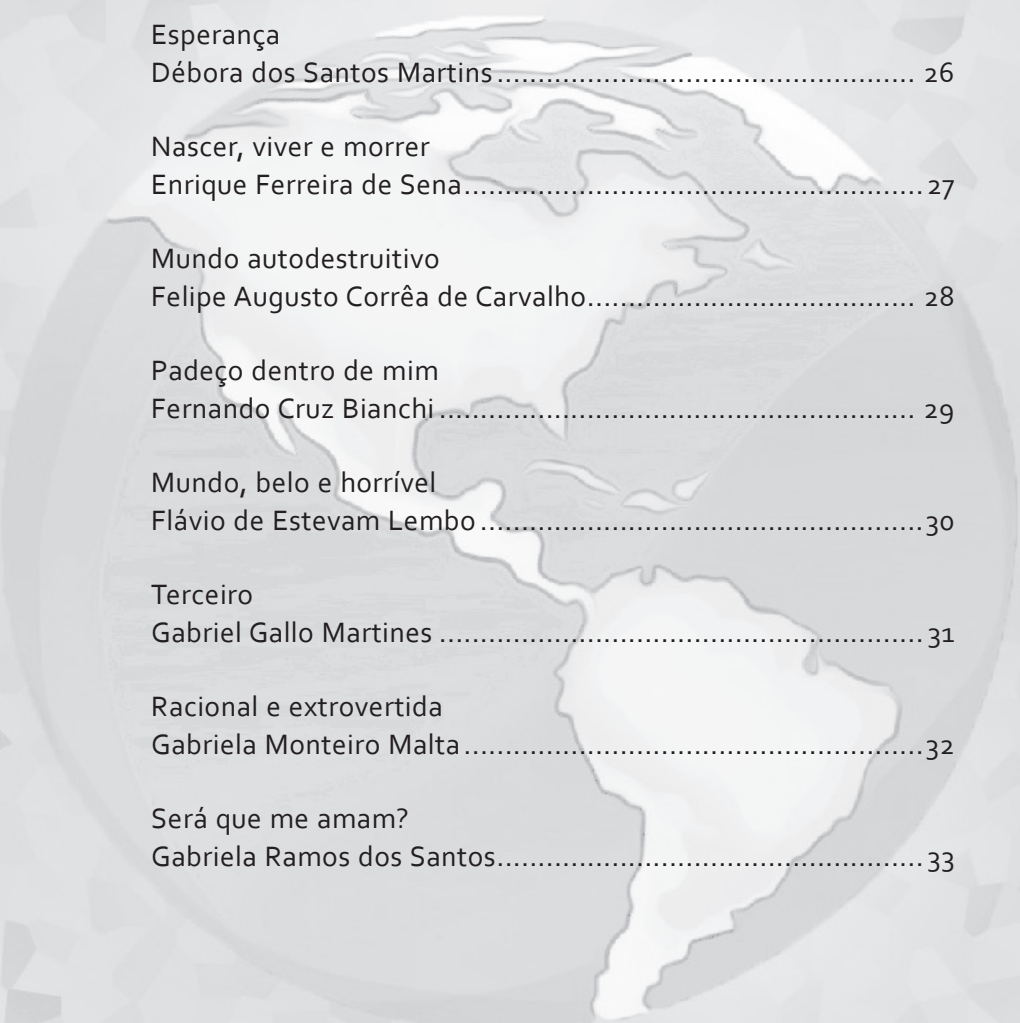 Esperança
Débora dos Santos Martins.................................................... 26
Nascer, viver e morrer
Enrique Ferreira de Sena......................................................... 27
Mundo autodestruitivo
Felipe Augusto Corrêa de Carvalho......................................... 28
Padeço dentro de mim
Fernando Cruz Bianchi............................................................ 29
Mundo, belo e horrível
Flávio de Estevam Lembo....................................................... 30
Terceiro
Gabriel Gallo Martines ............................................................ 31
Racional e extrovertida
Gabriela Monteiro Malta......................................................... 32
Será que me amam?
Gabriela Ramos dos Santos..................................................... 33